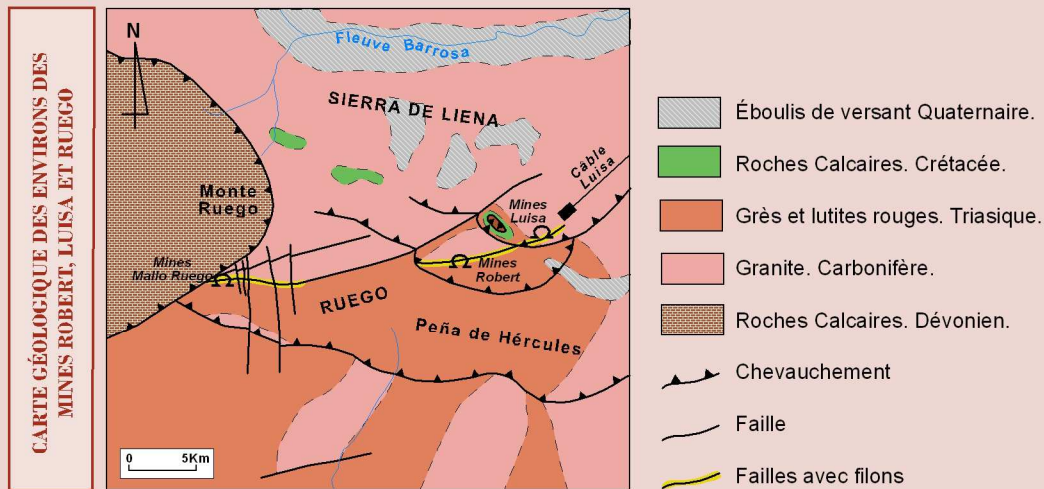 CARTE GÉOLOGIQUE DES ENVIRONS DES
MINES ROBERT, LUISA ET RUEGO
N
Fleuve Barrosa
SIERRA DE LIENA
Câble
Luisa
Monte
Ruego
Mines
Luisa
Mines
Mallo Ruego
Mines
Robert
RUEGO
Peña de Hércules
0 5Km
Éboulis de versant Quaternaire.
Roches Calcaires. Crétacée.
Grès et lutites rouges. Triasique.
Granite. Carbonifère.
Roches Calcaires. Dévonien.
Chevauchement
Faille
Failles avec filons